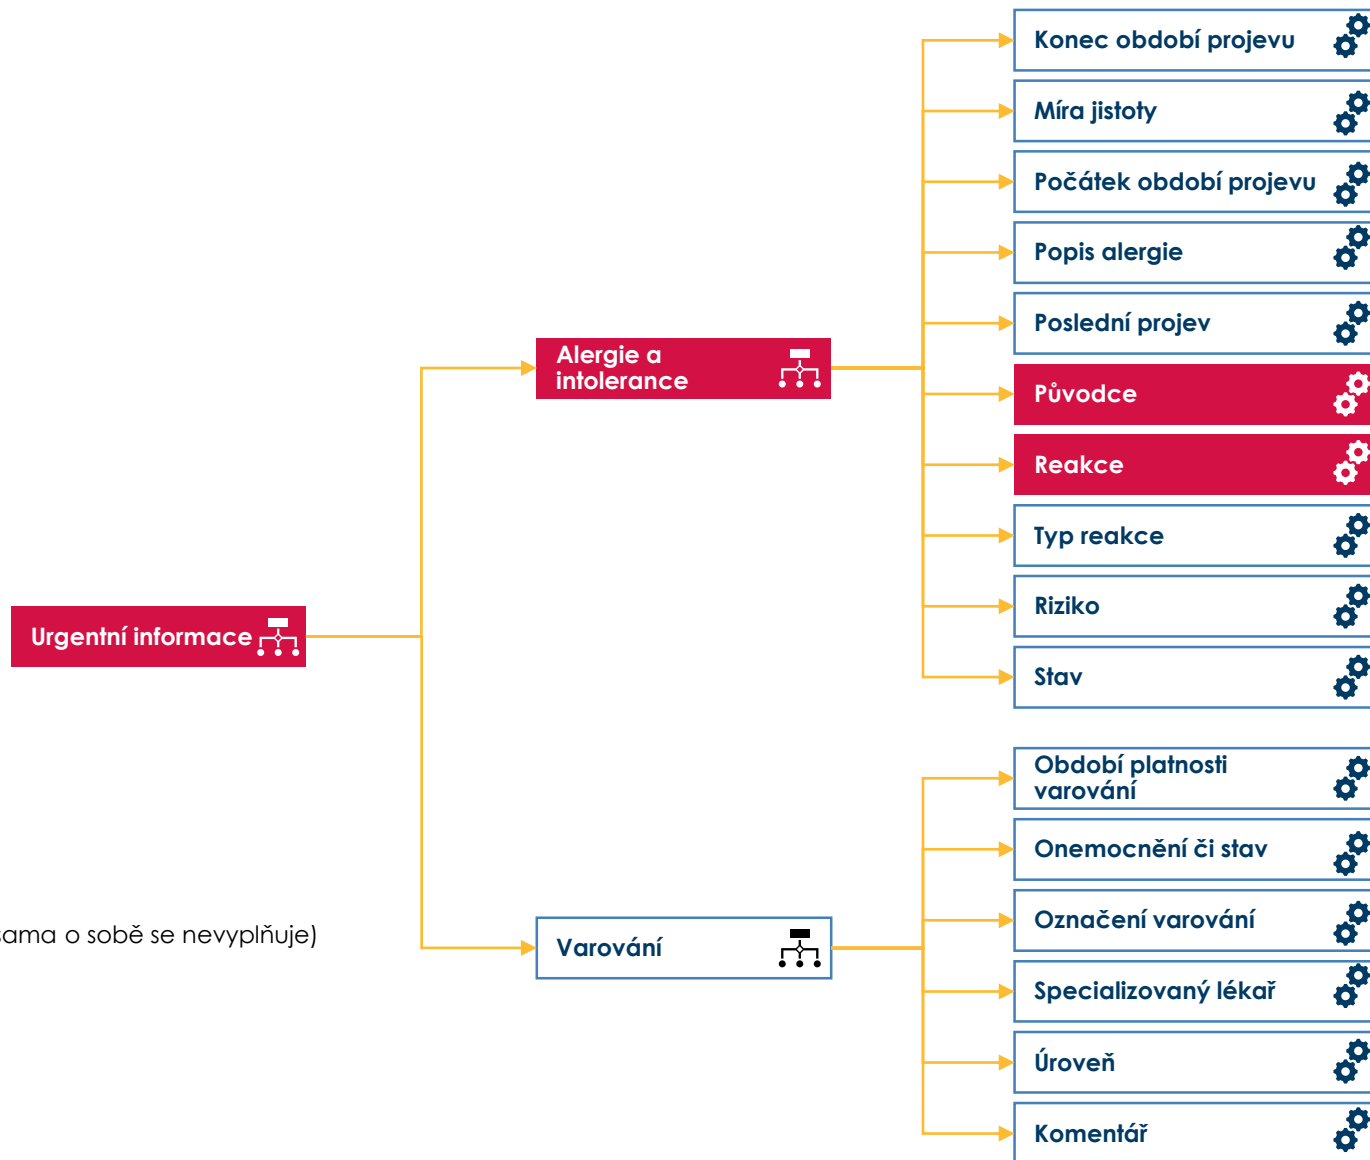 Konec období projevu
Míra jistoty
Počátek období projevu
Popis alergie
Poslední projev
Alergie a
intolerance
Původce
Reakce
Typ reakce
Riziko
Urgentní informace
Stav
Období platnosti
varování
Onemocnění či stav
Označení varování
sama o sobě se nevyplňuje)
Varování
Specializovaný lékař
Úroveň
Komentář